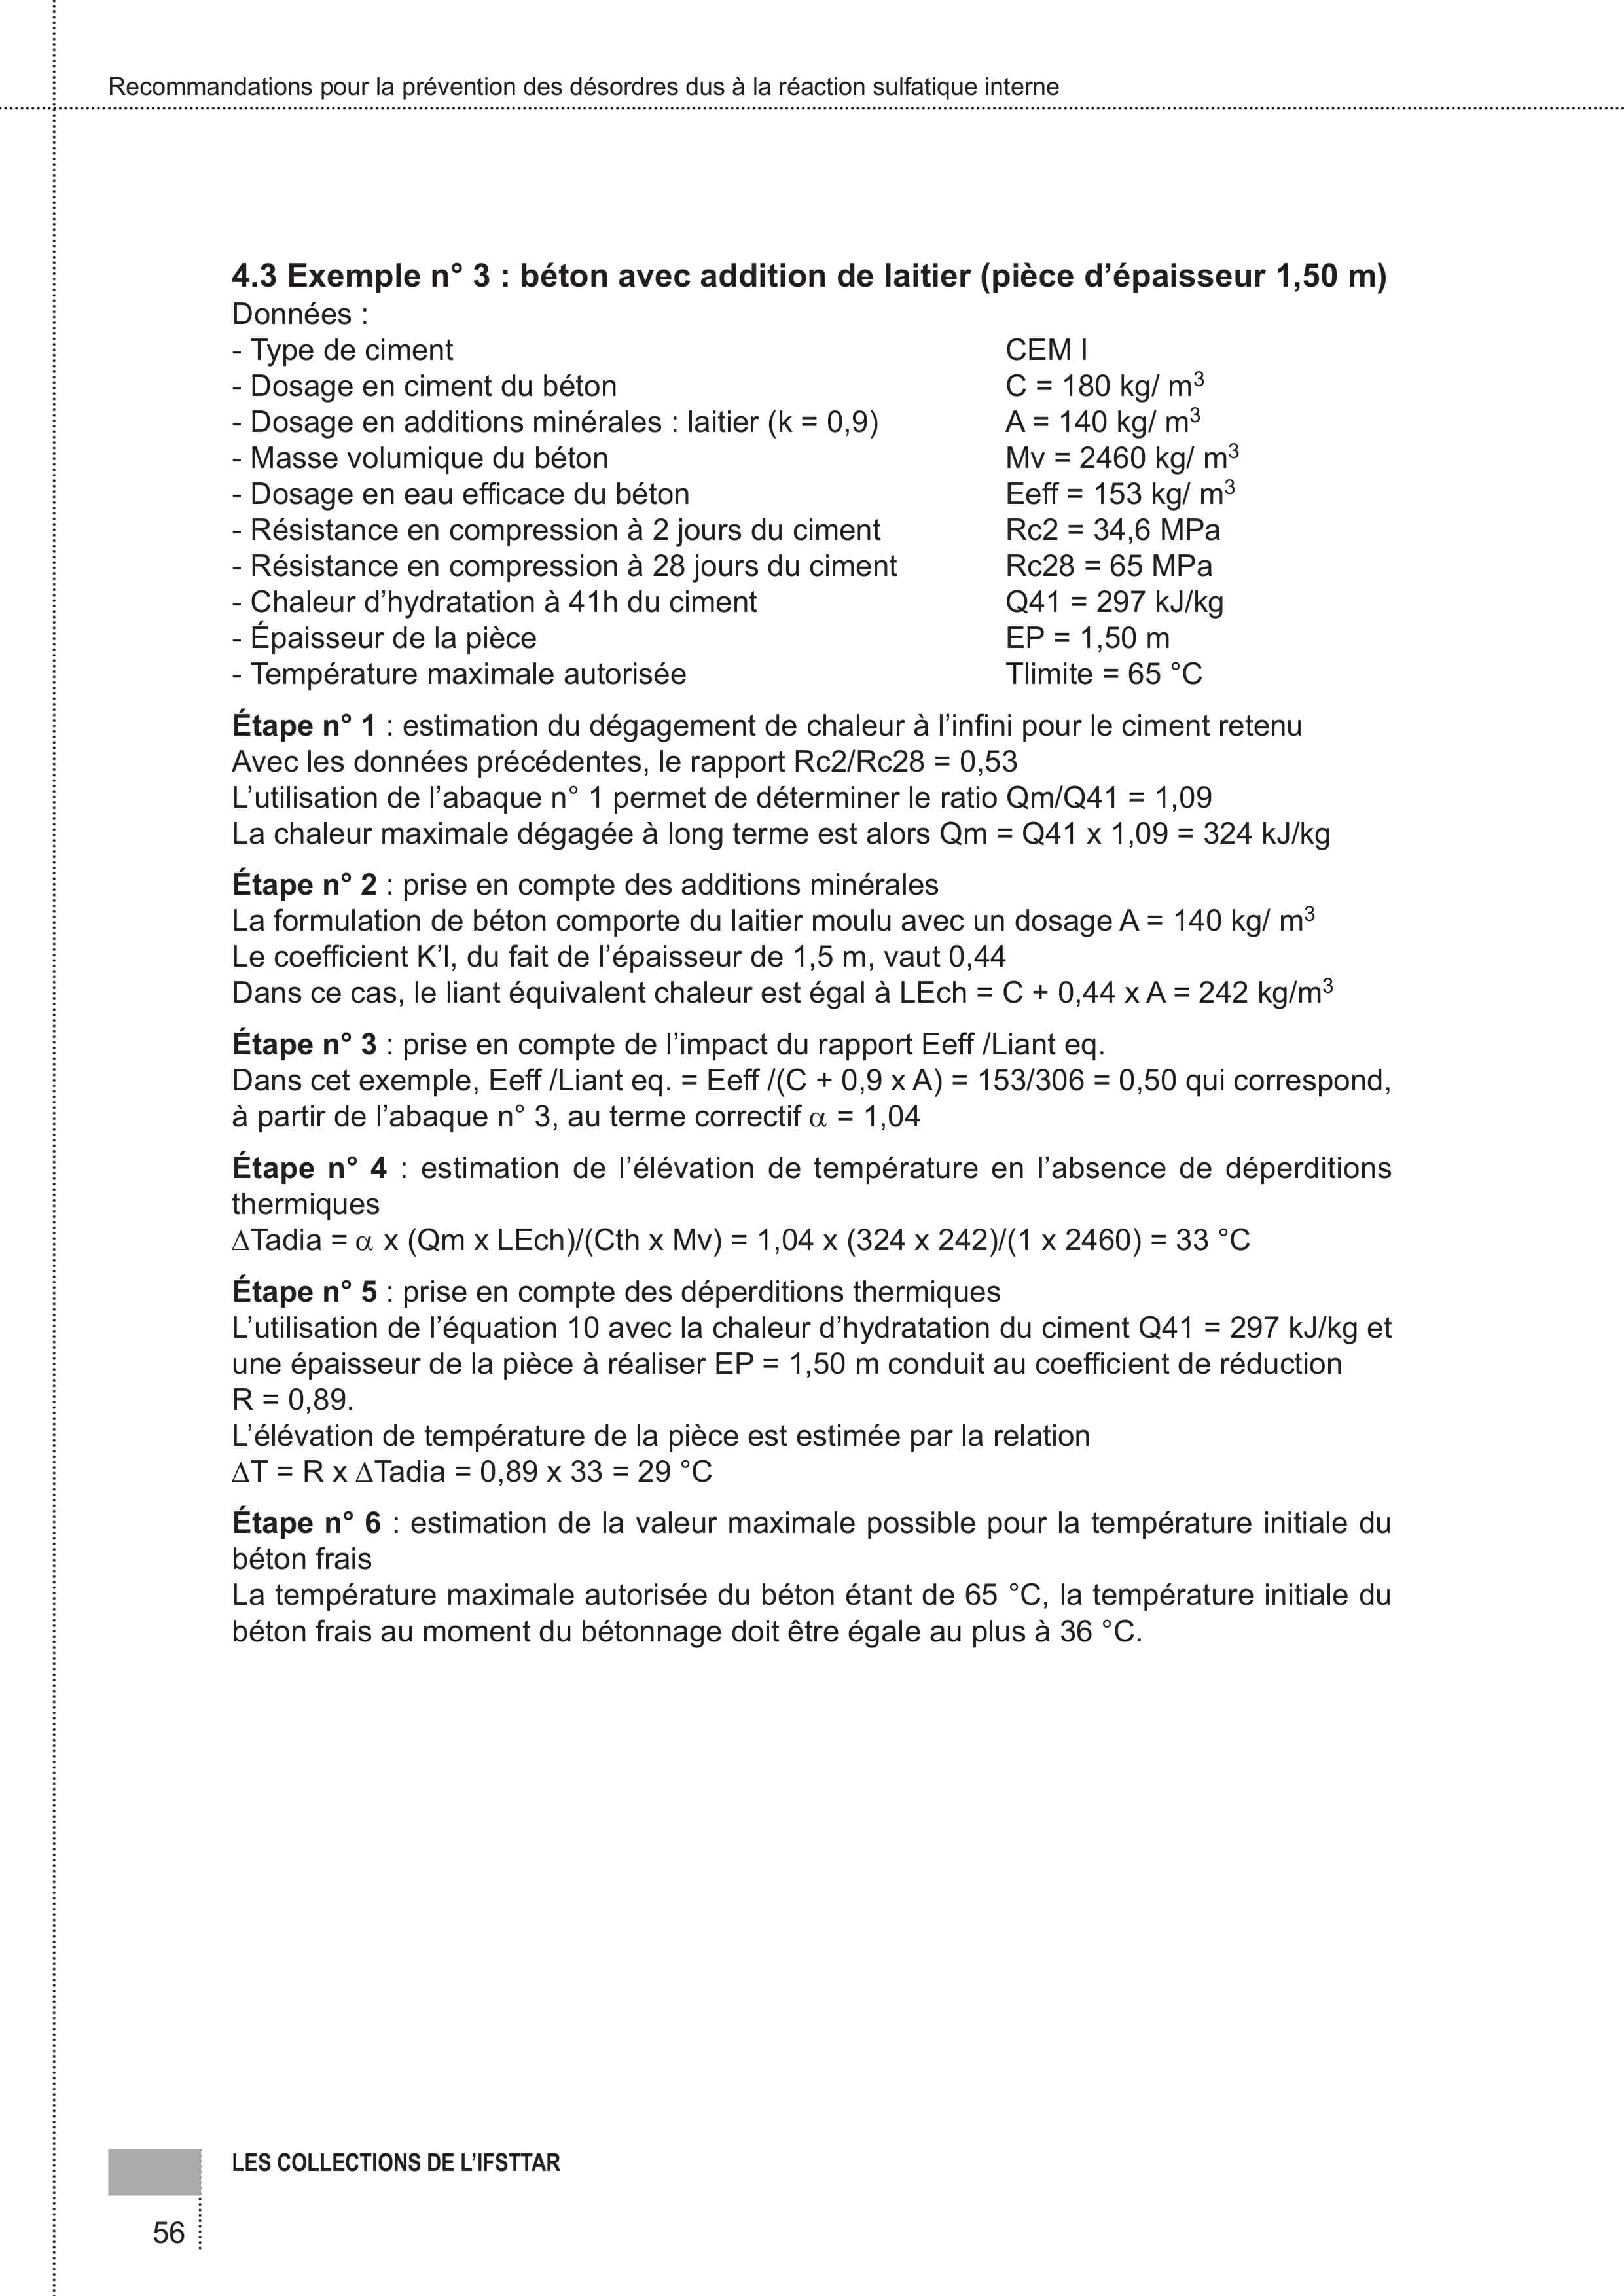 Recommandations pour la prévention des désordres dus à la réaction sulfatique interne
4.3 Exemple n° 3 : béton avec addition de laitier (pièce d’épaisseur 1,50 m)
Données :
- Type de ciment CEM I
- Dosage en ciment du béton C = 180 kg/ m³
- Dosage en additions minérales : laitier (k = 0,9) A = 140 kg/ m³
- Masse volumique du béton Mv = 2460 kg/ m³
- Dosage en eau efficace du béton Eeff = 153 kg/ m³
- Résistance en compression à 2 jours du ciment Rc2 = 34,6 MPa
- Résistance en compression à 28 jours du ciment Rc28 = 65 MPa
- Chaleur d’hydratation à 41h du ciment Q41 = 297 kJ/kg
- Épaisseur de la pièce EP = 1,50 m
- Température maximale autorisée Tlimite = 65 °C
Étape n° 1 : estimation du dégagement de chaleur à l’infini pour le ciment retenu
Avec les données précédentes, le rapport Rc2/Rc28 = 0,53
L’utilisation de l’abaque n° 1 permet de déterminer le ratio Qm/Q41 = 1,09
La chaleur maximale dégagée à long terme est alors Qm = Q41 x 1,09 = 324 kJ/kg
Étape n° 2 : prise en compte des additions minérales
La formulation de béton comporte du laitier moulu avec un dosage A = 140 kg/ m³
Le coefficient K’l, du fait de l’épaisseur de 1,5 m, vaut 0,44
Dans ce cas, le liant équivalent chaleur est égal à LEch = C + 0,44 x A = 242 kg/m³
Étape n° 3 : prise en compte de l’impact du rapport Eeff /Liant eq.
Dans cet exemple, Eeff /Liant eq. = Eeff /(C + 0,9 x A) = 153/306 = 0,50 qui correspond,
à partir de l’abaque n° 3, au terme correctif α = 1,04
Étape n° 4 : estimation de l’élévation de température en l’absence de déperditions
thermiques
∆Tadia = α x (Qm x LEch)/(Cth x Mv) = 1,04 x (324 x 242)/(1 x 2460) = 33 °C
Étape n° 5 : prise en compte des déperditions thermiques
L’utilisation de l’équation 10 avec la chaleur d’hydratation du ciment Q41 = 297 kJ/kg et
une épaisseur de la pièce à réaliser EP = 1,50 m conduit au coefficient de réduction
R = 0,89.
L’élévation de température de la pièce est estimée par la relation
∆T = R x ∆Tadia = 0,89 x 33 = 29 °C
Étape n° 6 : estimation de la valeur maximale possible pour la température initiale du
béton frais
La température maximale autorisée du béton étant de 65 °C, la température initiale du
béton frais au moment du bétonnage doit être égale au plus à 36 °C.
LES COLLECTIONS DE L’IFSTTAR
56